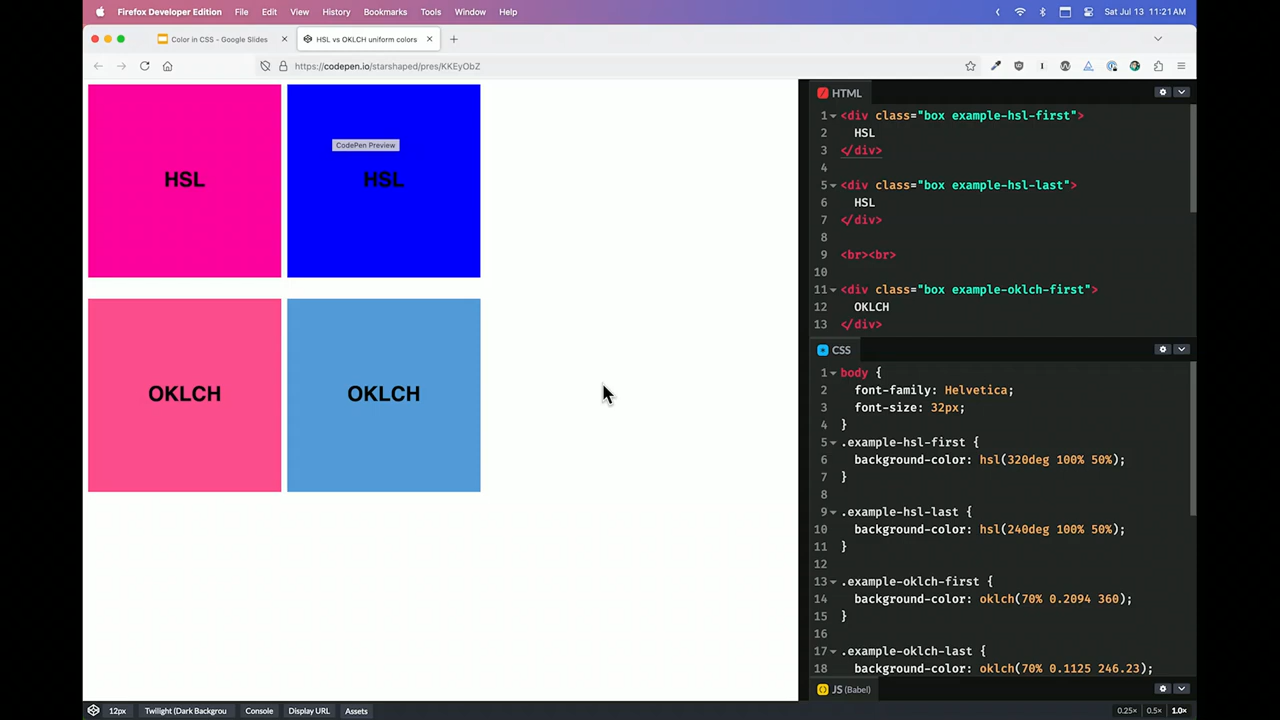 Firefox Developer Edition File Edit View History Bookmarks Tools Window Help Sat Jul 13 11:21 AM
Color in CSS - Google Slides HSL vs OKLCH uniform colors
https://codepen.io/starshaped/pres/KKEyObZ
HSL
HSL
CodePen Preview
OKLCH
OKLCH
HTML
1 <div class="box example-hsl-first">
2 HSL
3 </div>
4
5 <div class="box example-hsl-last">
6 HSL
7 </div>
8
9 <br><br>
10
11 <div class="box example-oklch-first">
12 OKLCH
13 </div>
CSS
1 body {
2 font-family: Helvetica;
3 font-size: 32px;
4 }
5 .example-hsl-first {
6 background-color: hsl(320deg 100% 50%);
7 }
8
9 .example-hsl-last {
10 background-color: hsl(240deg 100% 50%);
11 }
12
13 .example-oklch-first {
14 background-color: oklch(70% 0.2094 360);
15 }
16
17 .example-oklch-last {
18 background-color: oklch(70% 0.1125 246.23);
JS (Babel)
12px Twilight (Dark Backgrou Console Display URL Assets 0.25× 0.5× 1.0×